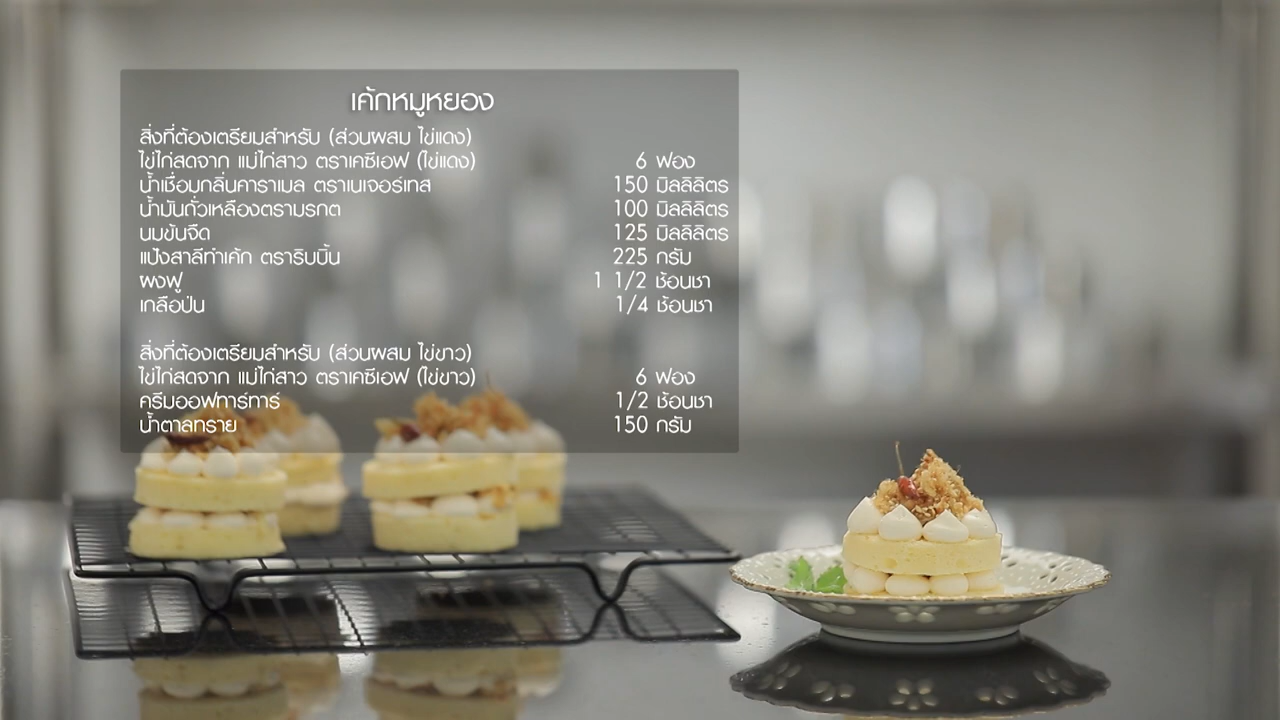 เค้กหมูหยอง
สิ่งที่ต้องเตรียมสำหรับ (ส่วนผสม ไข่แดง)
ไข่ไก่สดจาก แม่ไก่สาว ตราเคซีเอฟ (ไข่แดง) 6 ฟอง
น้ำเชื่อมกลิ่นคาราเมล ตราเนเจอร์เทส 150 มิลลิลิตร
น้ำมันถั่วเหลืองตรามรกต 100 มิลลิลิตร
นมข้นจืด 125 มิลลิลิตร
แป้งสาลีทำเค้ก ตราริบบิ้น 225 กรัม
ผงฟู 1 1/2 ช้อนชา
เกลือป่น 1/4 ช้อนชา
สิ่งที่ต้องเตรียมสำหรับ (ส่วนผสม ไข่ขาว)
ไข่ไก่สดจาก แม่ไก่สาว ตราเคซีเอฟ (ไข่ขาว) 6 ฟอง
ครีมออฟทาร์ทาร์ 1/2 ช้อนชา
น้ำตาลทราย 150 กรัม